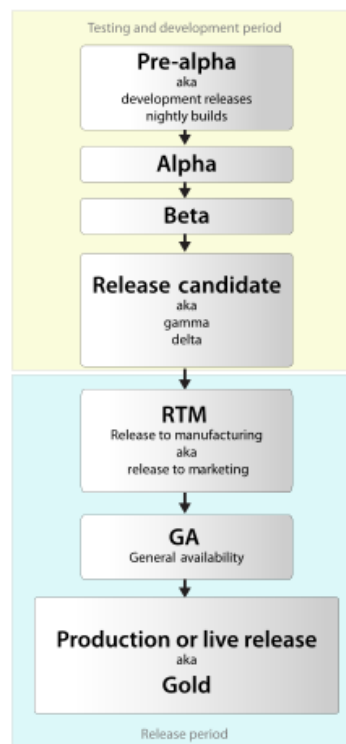 Testing and development period
Pre-alpha
aka
development releases
nightly builds
Alpha
Beta
Release candidate
aka
gamma
delta
RTM
Release to manufacturing
aka
release to marketing
GA
General availability
Production or live release
aka
Gold
Release period